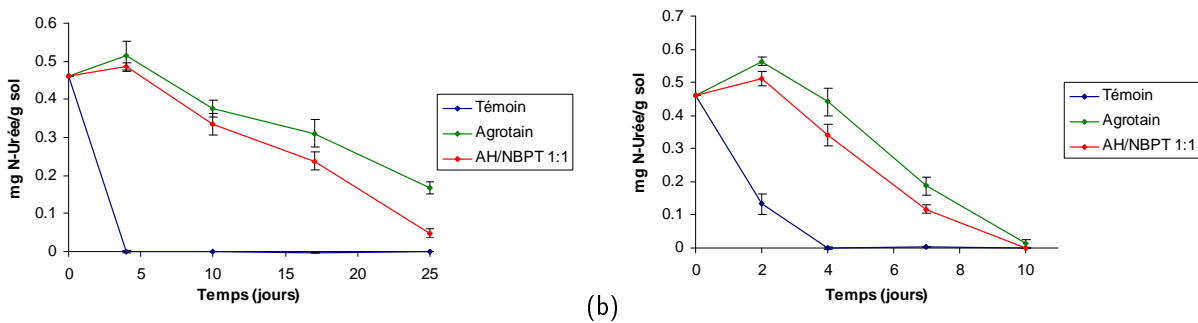 mg N-Urée/g sol
0.6
0.5
0.4
0.3
0.2
0.1
0
0
5
10
15
20
25
Temps (jours)
Témoin
Agrotain
AH/NBPT 1:1
(b)
mg N-Urée/g sol
0.7
0.6
0.5
0.4
0.3
0.2
0.1
0
0
2
4
6
8
10
Temps (jours)
Témoin
Agrotain
AH/NBPT 1:1